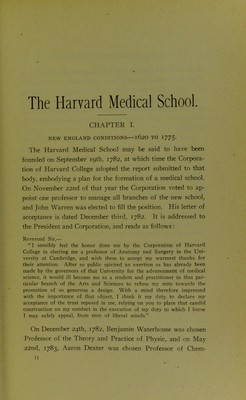 The Harvard Medical School.
CHAPTER I.
NEW ENGLAND CONDITIONS—1620 TO 1775.
The Harvard Medical School may be said to have been
founded on September 19th, 1782, at which time the Corpora-
tion of Harvard College adopted the report submitted to that
body, embodying a plan for the formation of a medical school.
On November 22nd of that year the Corporation voted to ap-
point one professor to manage all branches of the new school,
and John Warren was elected to fill the position. His letter of
acceptance is dated December third, 1782. It is addressed to
the President and Corporation, and reads as follows:
Reverend Sir,—
"I sensibly feel the honor done me by the Corporation of Harvard
College in electing me a professor of Anatomy and Surgery in the Uni-
versity at Cambridge, and wish them to accept my warmest thanks for
their attention. After so public spirited an exertion as has already been
made by the governors of that University for the advancement of medical
science, it would ill become me as a student and practitioner in that par-
ticular branch of the Arts and Sciences to refuse my mite towards the
promotion of so generous a design. With a mind therefore impressed
with the importance of that object, I think it my duty to declare my
acceptance of the trust reposed in me, relying on you to place that candid
construction on my conduct in the execution of my duty to which I know
I may safely appeal, from men of liberal minds."
On December 24th, 1782, Benjamin Waterhouse was chosen
Professor of the Theory and Practice of Physic, and on May
22nd, 1783, Aaron Dexter was chosen Professor of Chem-
11